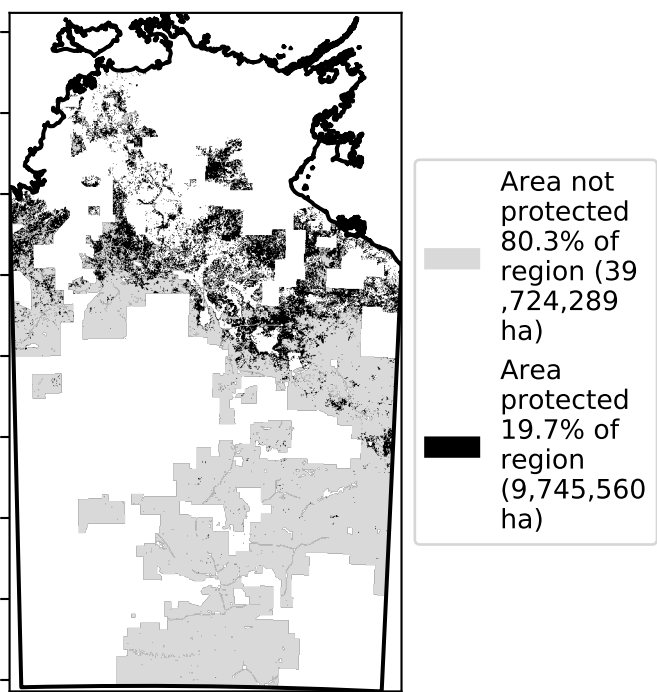 Area not
protected
80.3% of
region (39
,724,289
ha)
Area
protected
19.7% of
region
(9,745,560
ha)